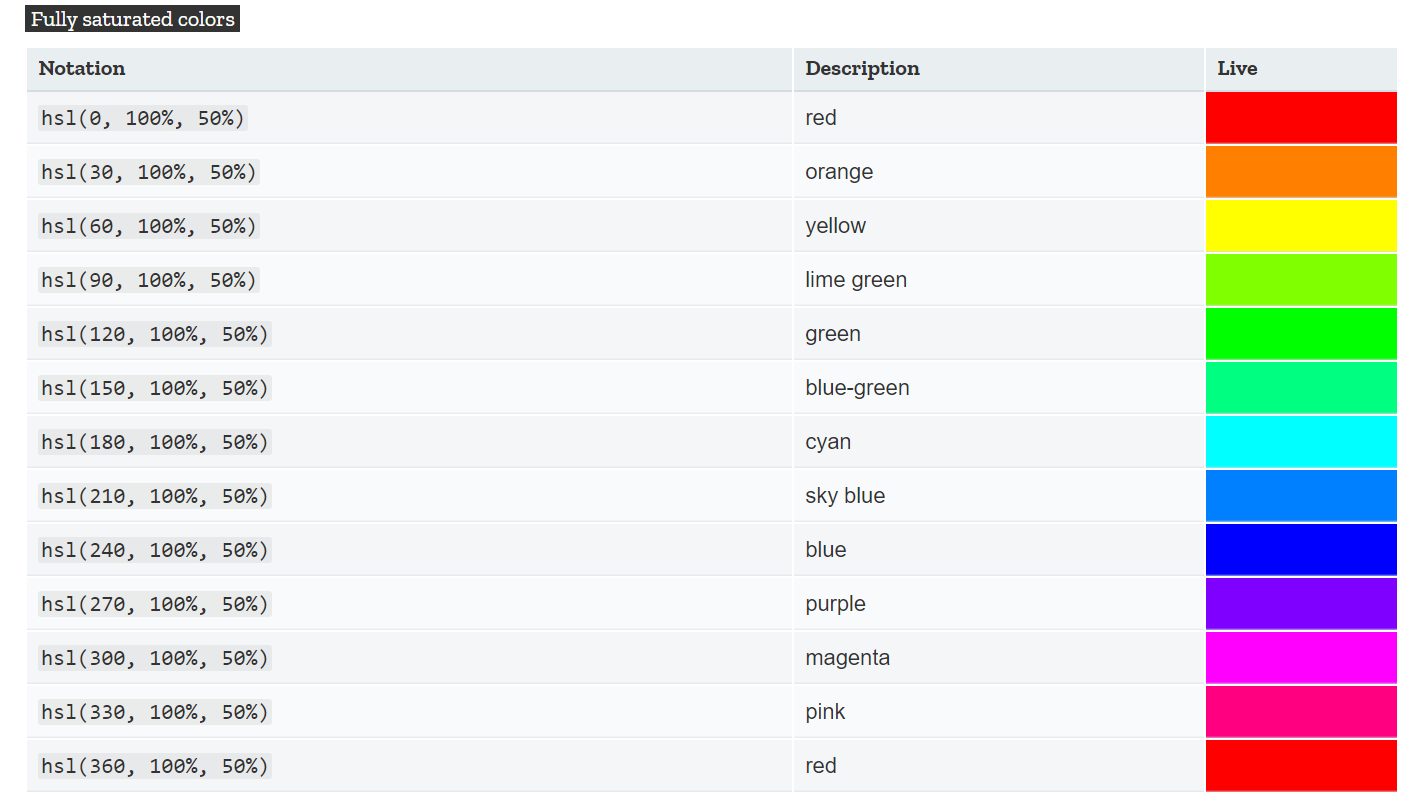 Fully saturated colors
Notation Description Live
hsl(0, 100%, 50%) red
hsl(30, 100%, 50%) orange
hsl(60, 100%, 50%) yellow
hsl(90, 100%, 50%) lime green
hsl(120, 100%, 50%) green
hsl(150, 100%, 50%) blue-green
hsl(180, 100%, 50%) cyan
hsl(210, 100%, 50%) sky blue
hsl(240, 100%, 50%) blue
hsl(270, 100%, 50%) purple
hsl(300, 100%, 50%) magenta
hsl(330, 100%, 50%) pink
hsl(360, 100%, 50%) red